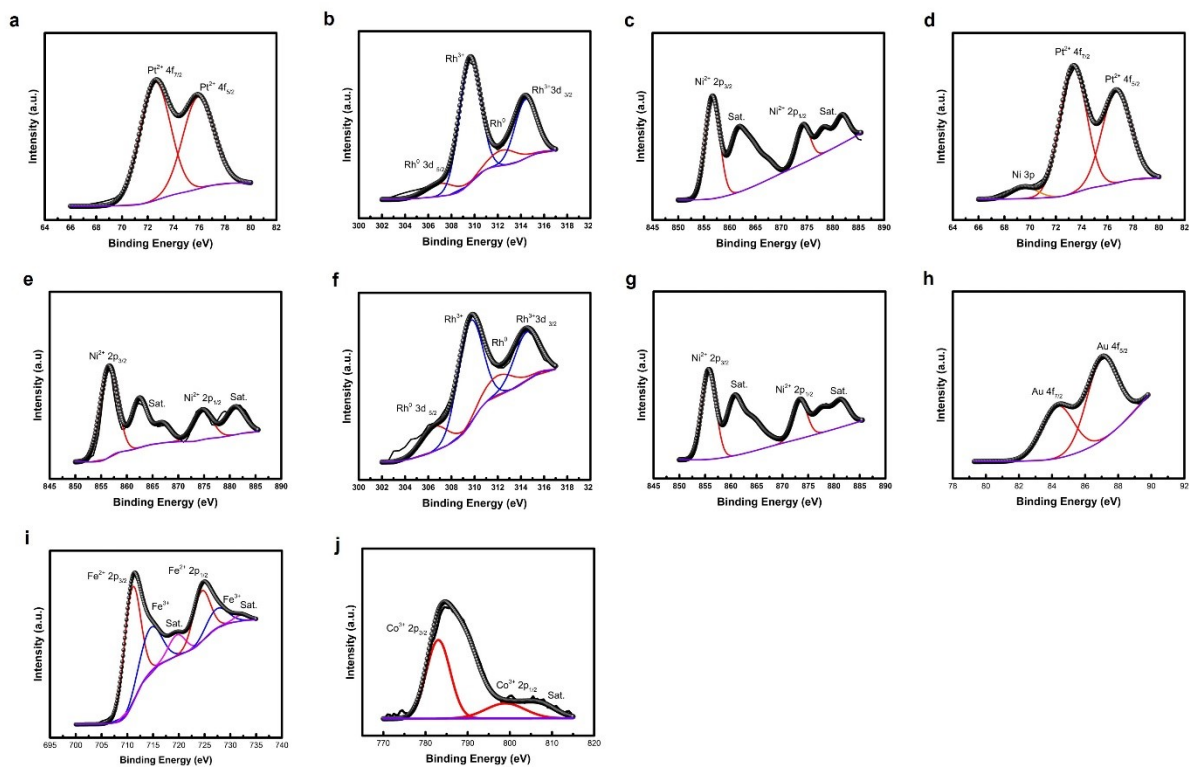 a
Pt²⁺ 4f₇/₂
Pt²⁺ 4f₅/₂
Intensity (a.u.)
64 66 68 70 72 74 76 78 80 82
Binding Energy (eV)
b
Rh³⁺
Rh⁰
Rh³⁺3d ₃/₂
Rh⁰ 3d ₅/₂
Intensity (a.u.)
300 302 304 306 308 310 312 314 316
Binding Energy (eV)
c
Ni²⁺ 2p₃/₂
Sat.
Ni²⁺ 2p₁/₂
Sat.
Intensity (a.u.)
845 850 855 860 865 870 875 880 885 890
Binding Energy (eV)
d
Pt²⁺ 4f₇/₂
Pt²⁺ 4f₅/₂
Ni 3p
Intensity (a.u.)
64 66 68 70 72 74 76 78 80 82
Binding Energy (eV)
e
Ni²⁺ 2p₃/₂
Sat.
Ni²⁺ 2p₁/₂
Sat.
Intensity (a.u)
845 850 855 860 865 870 875 880 885 890
Binding Energy (eV)
f
Rh³⁺
Rh⁰
Rh³⁺3d ₃/₂
Rh⁰ 3d ₅/₂
Intensity (a.u.)
300 302 304 306 308 310 312 314 316
Binding Energy (eV)
g
Ni²⁺ 2p₃/₂
Sat.
Ni²⁺ 2p₁/₂
Sat.
Intensity (a.u)
845 850 855 860 865 870 875 880 885 890
Binding Energy (eV)
h
Au 4f₇/₂
Au 4f₅/₂
Intensity (a.u.)
78 80 82 84 86 88 90 92
Binding Energy (eV)
i
Fe²⁺ 2p₃/₂
Fe³⁺
Sat.
Fe²⁺ 2p₁/₂
Fe³⁺
Sat.
Intensity (a.u.)
695 700 705 710 715 720 725 730 735 740
Binding Energy (eV)
j
Co³⁺ 2p₃/₂
Co³⁺ 2p₁/₂
Sat.
Intensity (a.u.)
770 780 790 800 810 820
Binding Energy (eV)